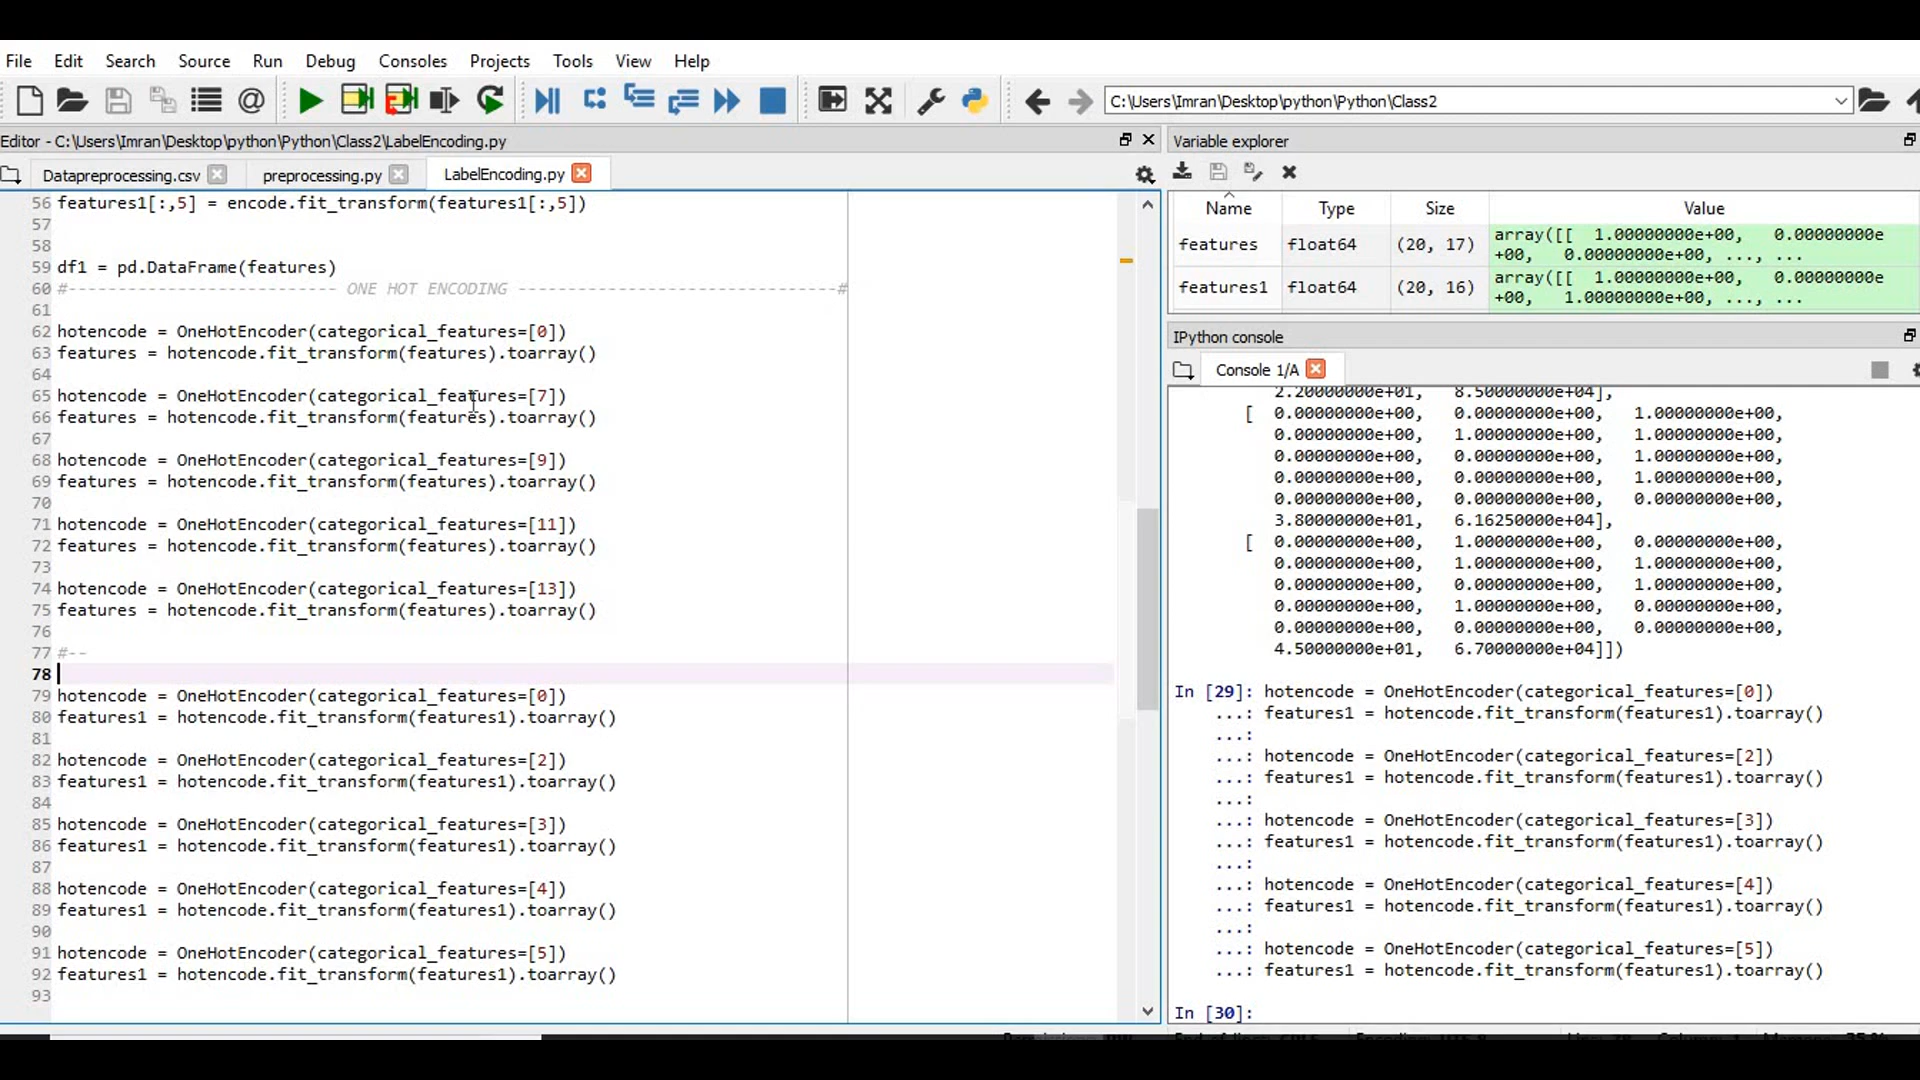 File Edit Search Source Run Debug Consoles Projects Tools View Help
C:\Users\Imran\Desktop\python\Python\Class2
Editor - C:\Users\Imran\Desktop\python\Python\Class2\LabelEncoding.py
Datapreprocessing.csv preprocessing.py LabelEncoding.py
56 features1[:,5] = encode.fit_transform(features1[:,5])
57
58
59 df1 = pd.DataFrame(features)
60 #--------------------------- ONE HOT ENCODING --------------------------------#
61
62 hotencode = OneHotEncoder(categorical_features=[0])
63 features = hotencode.fit_transform(features).toarray()
64
65 hotencode = OneHotEncoder(categorical_features=[7])
66 features = hotencode.fit_transform(features).toarray()
67
68 hotencode = OneHotEncoder(categorical_features=[9])
69 features = hotencode.fit_transform(features).toarray()
70
71 hotencode = OneHotEncoder(categorical_features=[11])
72 features = hotencode.fit_transform(features).toarray()
73
74 hotencode = OneHotEncoder(categorical_features=[13])
75 features = hotencode.fit_transform(features).toarray()
76
77 #--
78
79 hotencode = OneHotEncoder(categorical_features=[0])
80 features1 = hotencode.fit_transform(features1).toarray()
81
82 hotencode = OneHotEncoder(categorical_features=[2])
83 features1 = hotencode.fit_transform(features1).toarray()
84
85 hotencode = OneHotEncoder(categorical_features=[3])
86 features1 = hotencode.fit_transform(features1).toarray()
87
88 hotencode = OneHotEncoder(categorical_features=[4])
89 features1 = hotencode.fit_transform(features1).toarray()
90
91 hotencode = OneHotEncoder(categorical_features=[5])
92 features1 = hotencode.fit_transform(features1).toarray()
93
Variable explorer
Name Type Size Value
features float64 (20, 17) array([[ 1.00000000e+00, 0.00000000e
+00, 0.00000000e+00, ..., ...
features1 float64 (20, 16) array([[ 1.00000000e+00, 0.00000000e
+00, 1.00000000e+00, ..., ...
IPython console
Console 1/A
2.20000000e+01, 8.50000000e+04],
[ 0.00000000e+00, 0.00000000e+00, 1.00000000e+00,
0.00000000e+00, 1.00000000e+00, 1.00000000e+00,
0.00000000e+00, 0.00000000e+00, 1.00000000e+00,
0.00000000e+00, 0.00000000e+00, 1.00000000e+00,
0.00000000e+00, 0.00000000e+00, 0.00000000e+00,
3.80000000e+01, 6.16250000e+04],
[ 0.00000000e+00, 1.00000000e+00, 0.00000000e+00,
0.00000000e+00, 1.00000000e+00, 1.00000000e+00,
0.00000000e+00, 0.00000000e+00, 1.00000000e+00,
0.00000000e+00, 1.00000000e+00, 0.00000000e+00,
0.00000000e+00, 0.00000000e+00, 0.00000000e+00,
4.50000000e+01, 6.70000000e+04]])
In [29]: hotencode = OneHotEncoder(categorical_features=[0])
...: features1 = hotencode.fit_transform(features1).toarray()
...:
...: hotencode = OneHotEncoder(categorical_features=[2])
...: features1 = hotencode.fit_transform(features1).toarray()
...:
...: hotencode = OneHotEncoder(categorical_features=[3])
...: features1 = hotencode.fit_transform(features1).toarray()
...:
...: hotencode = OneHotEncoder(categorical_features=[4])
...: features1 = hotencode.fit_transform(features1).toarray()
...:
...: hotencode = OneHotEncoder(categorical_features=[5])
...: features1 = hotencode.fit_transform(features1).toarray()
In [30]: